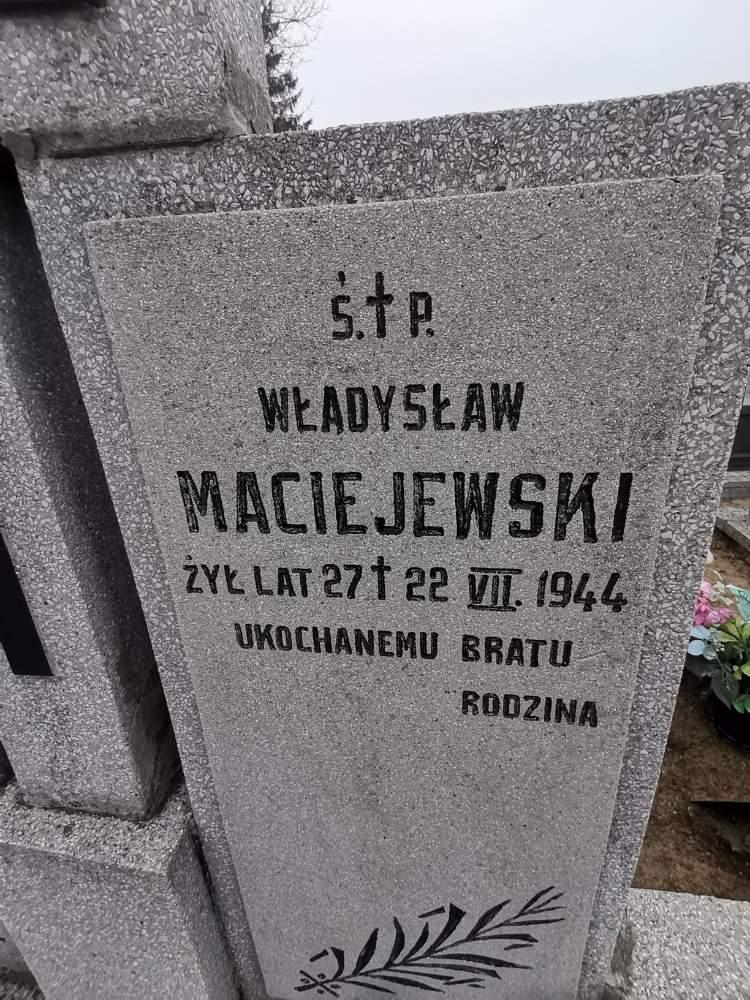 Ś.†P.
WŁADYSŁAW
MACIEJEWSKI
ŻYŁ LAT 27 † 22 VII. 1944
UKOCHANEMU BRATU
RODZINA